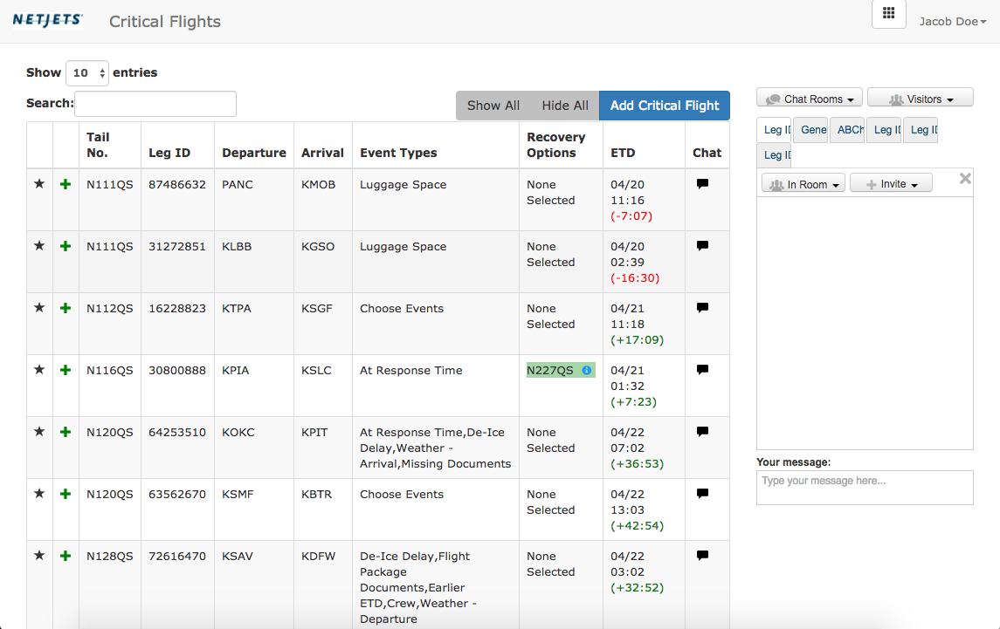 NETJETS
Critical Flights
Jacob Doe
Show 10 entries
Search:
Show All Hide All Add Critical Flight
Tail No. Leg ID Departure Arrival Event Types Recovery Options ETD Chat
N111QS 87486632 PANC KMOB Luggage Space None Selected 04/20 11:16 (-7:07)
N111QS 31272851 KLBB KGSO Luggage Space None Selected 04/20 02:39 (-16:30)
N112QS 16228823 KTPA KSGF Choose Events None Selected 04/21 11:18 (+17:09)
N116QS 30800888 KPIA KSLC At Response Time N227QS 04/21 01:32 (+7:23)
N120QS 64253510 KOKC KPIT At Response Time,De-Ice Delay,Weather - Arrival,Missing Documents None Selected 04/22 07:02 (+36:53)
N120QS 63562670 KSMF KBTR Choose Events None Selected 04/22 13:03 (+42:54)
N128QS 72616470 KSAV KDFW De-Ice Delay,Flight Package Documents,Earlier ETD,Crew,Weather - Departure None Selected 04/22 03:02 (+32:52)
Chat Rooms Visitors
Leg ID Gene ABCh Leg ID Leg ID
Leg ID
In Room Invite
Your message:
Type your message here...